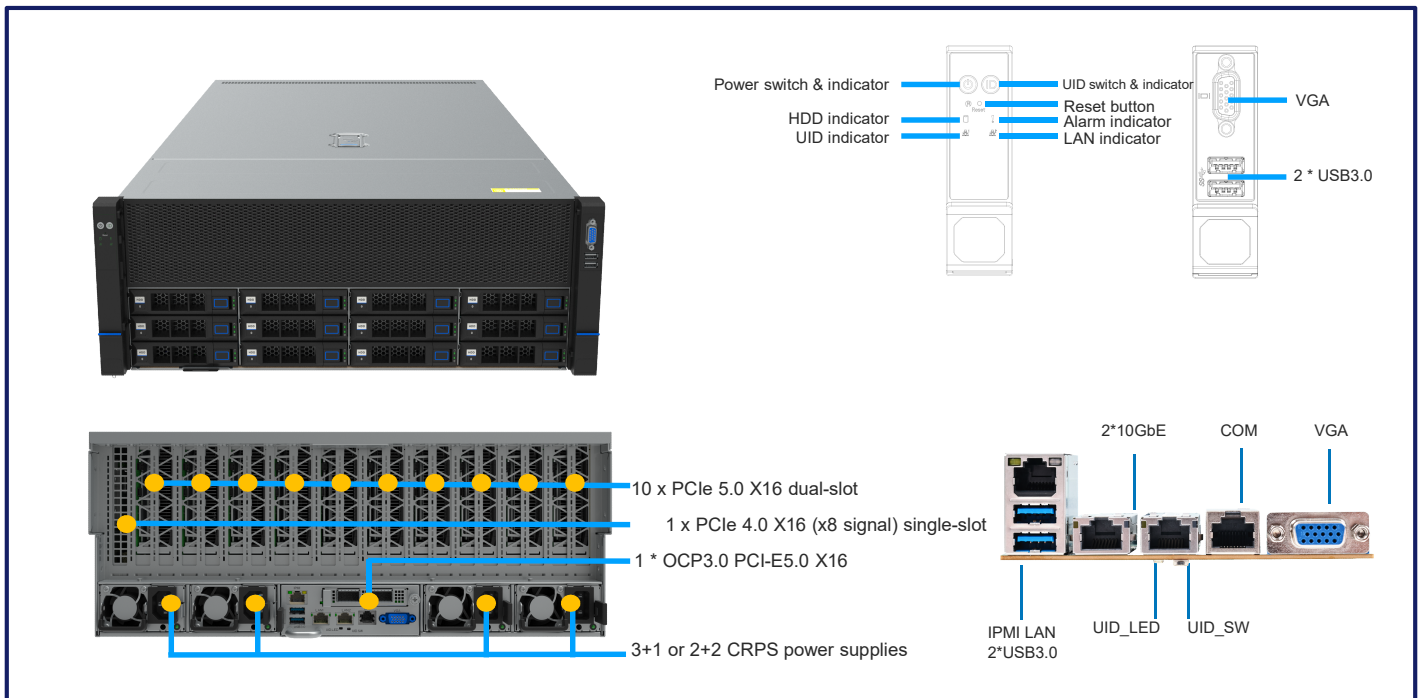 Power switch & indicator
HDD indicator
UID indicator
UID switch & indicator
Reset button
Alarm indicator
LAN indicator
Reset
VGA
2 * USB3.0
10 x PCIe 5.0 X16 dual-slot
1 x PCIe 4.0 X16 (x8 signal) single-slot
1 * OCP3.0 PCI-E5.0 X16
3+1 or 2+2 CRPS power supplies
2*10GbE
COM
VGA
IPMI LAN
2*USB3.0
UID_LED
UID_SW